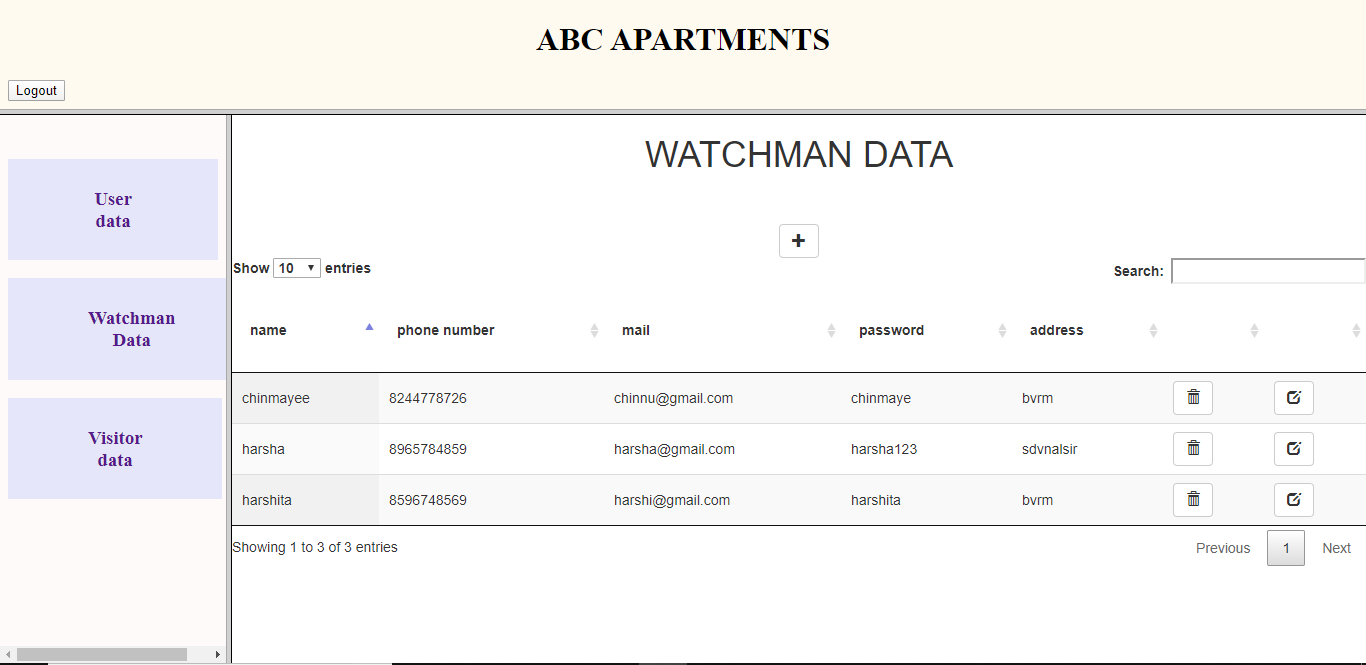 ABC APARTMENTS
Logout
User
data
Watchman
Data
Visitor
data
WATCHMAN DATA
Show 10 entries
Search:
name phone number mail password address
chinmayee 8244778726 chinnu@gmail.com chinmaye bvrm
harsha 8965784859 harsha@gmail.com harsha123 sdvnalsir
harshita 8596748569 harshi@gmail.com harshita bvrm
Showing 1 to 3 of 3 entries
Previous 1 Next